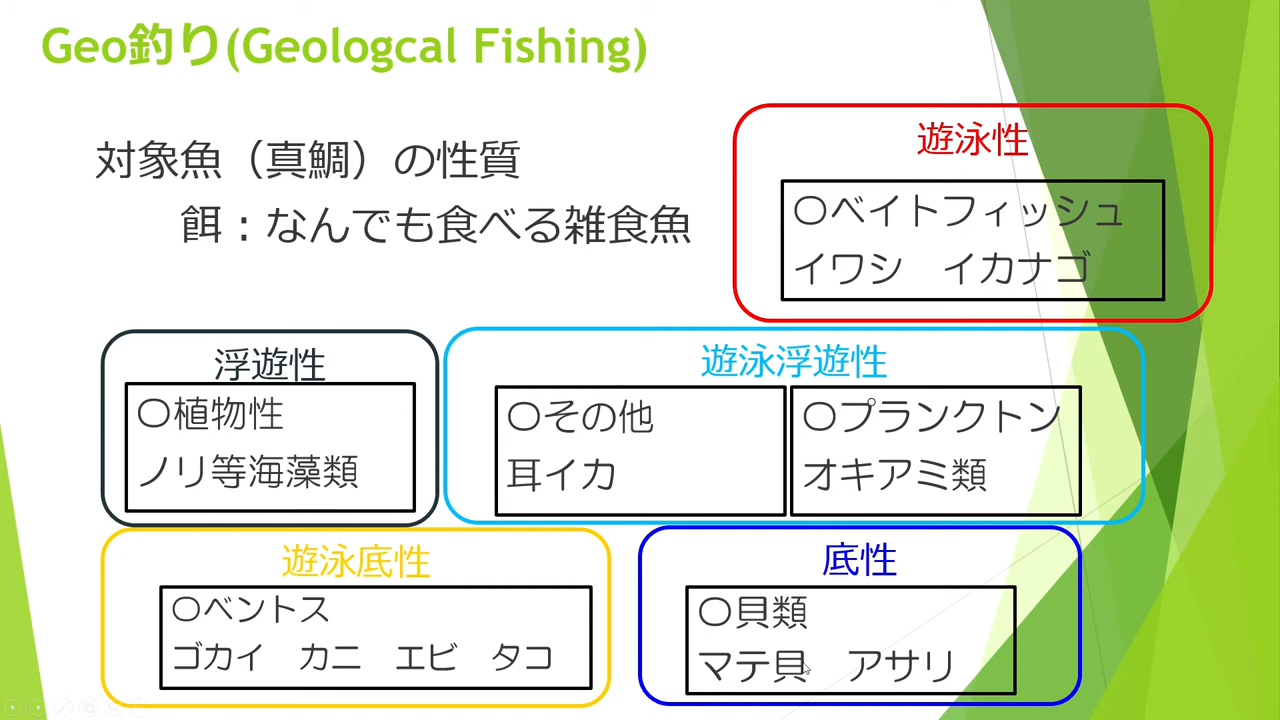 Geo釣り(Geologcal Fishing)
対象魚（真鯛）の性質
餌：なんでも食べる雑食魚
遊泳性
〇ベイトフィッシュ
イワシ　イカナゴ
浮遊性
〇植物性
ノリ等海藻類
遊泳浮遊性
〇その他
耳イカ
〇プランクトン
オキアミ類
遊泳底性
〇ベントス
ゴカイ　カニ　エビ　タコ
底性
〇貝類
マテ貝　アサリ